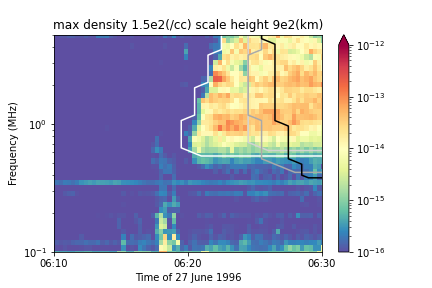 max density 1.5e2(/cc) scale height 9e2(km)
Frequency (MHz)
10⁰
10⁻¹
06:10 06:20 06:30
Time of 27 June 1996
10⁻¹²
10⁻¹³
10⁻¹⁴
10⁻¹⁵
10⁻¹⁶